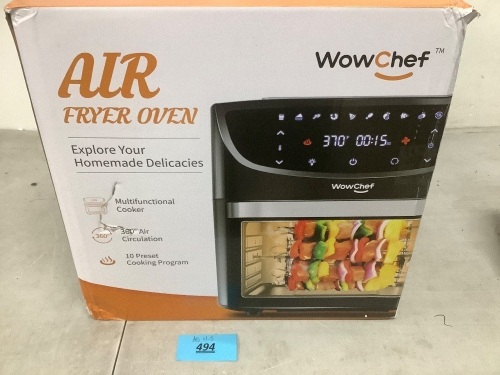 AIR
FRYER OVEN
WowChef™
Explore Your
Homemade Delicacies
Multifunctional
Cooker
360° Air
Circulation
10 Preset
Cooking Program
370° 00:15
WowChef
494